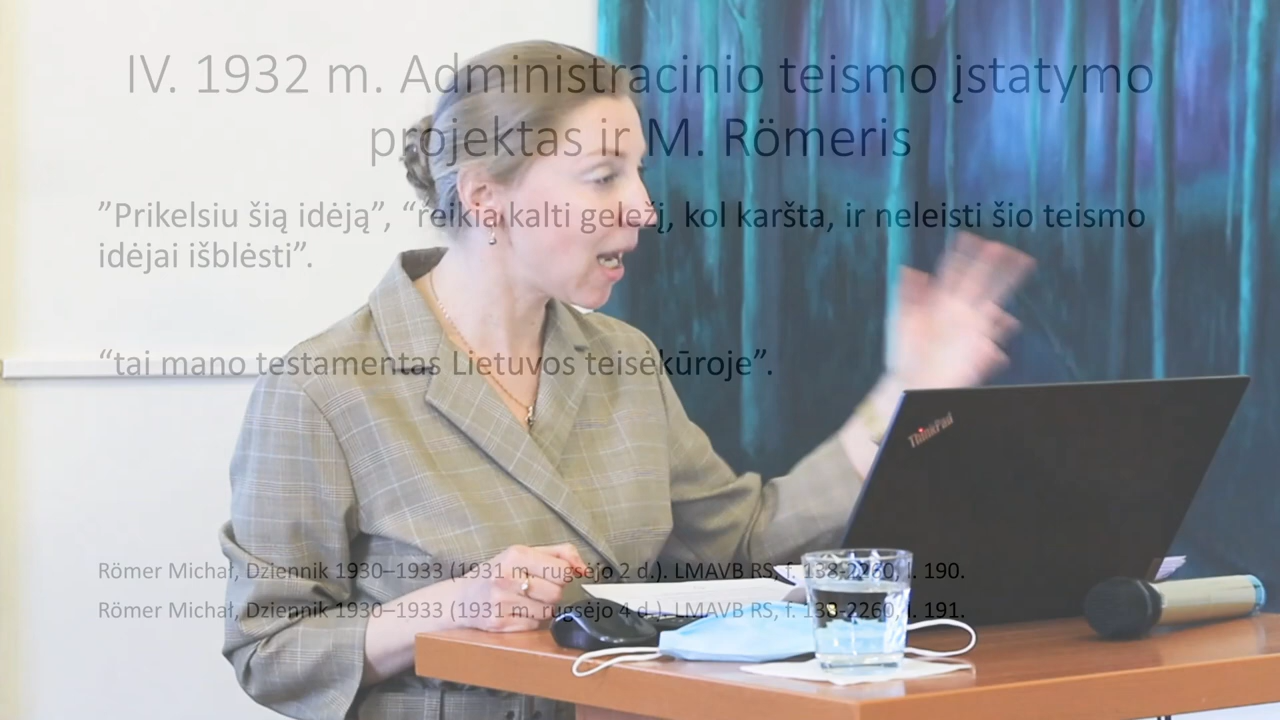 IV. 1932 m. Administracinio teismo įstatymo
projektas ir M. Römeris
”Prikelsiu šią idėją”, “reikia kalti geležį, kol karšta, ir neleisti šio teismo
idėjai išblėsti”.
“tai mano testamentas Lietuvos teisėkūroje”.
ThinkPad
Römer Michał, Dziennik 1930–1933 (1931 m. rugsėjo 2 d.). LMAVB RS, f. 138-2260, l. 190.
Römer Michał, Dziennik 1930–1933 (1931 m. rugsėjo 4 d.). LMAVB RS, f. 138-2260, l. 191.